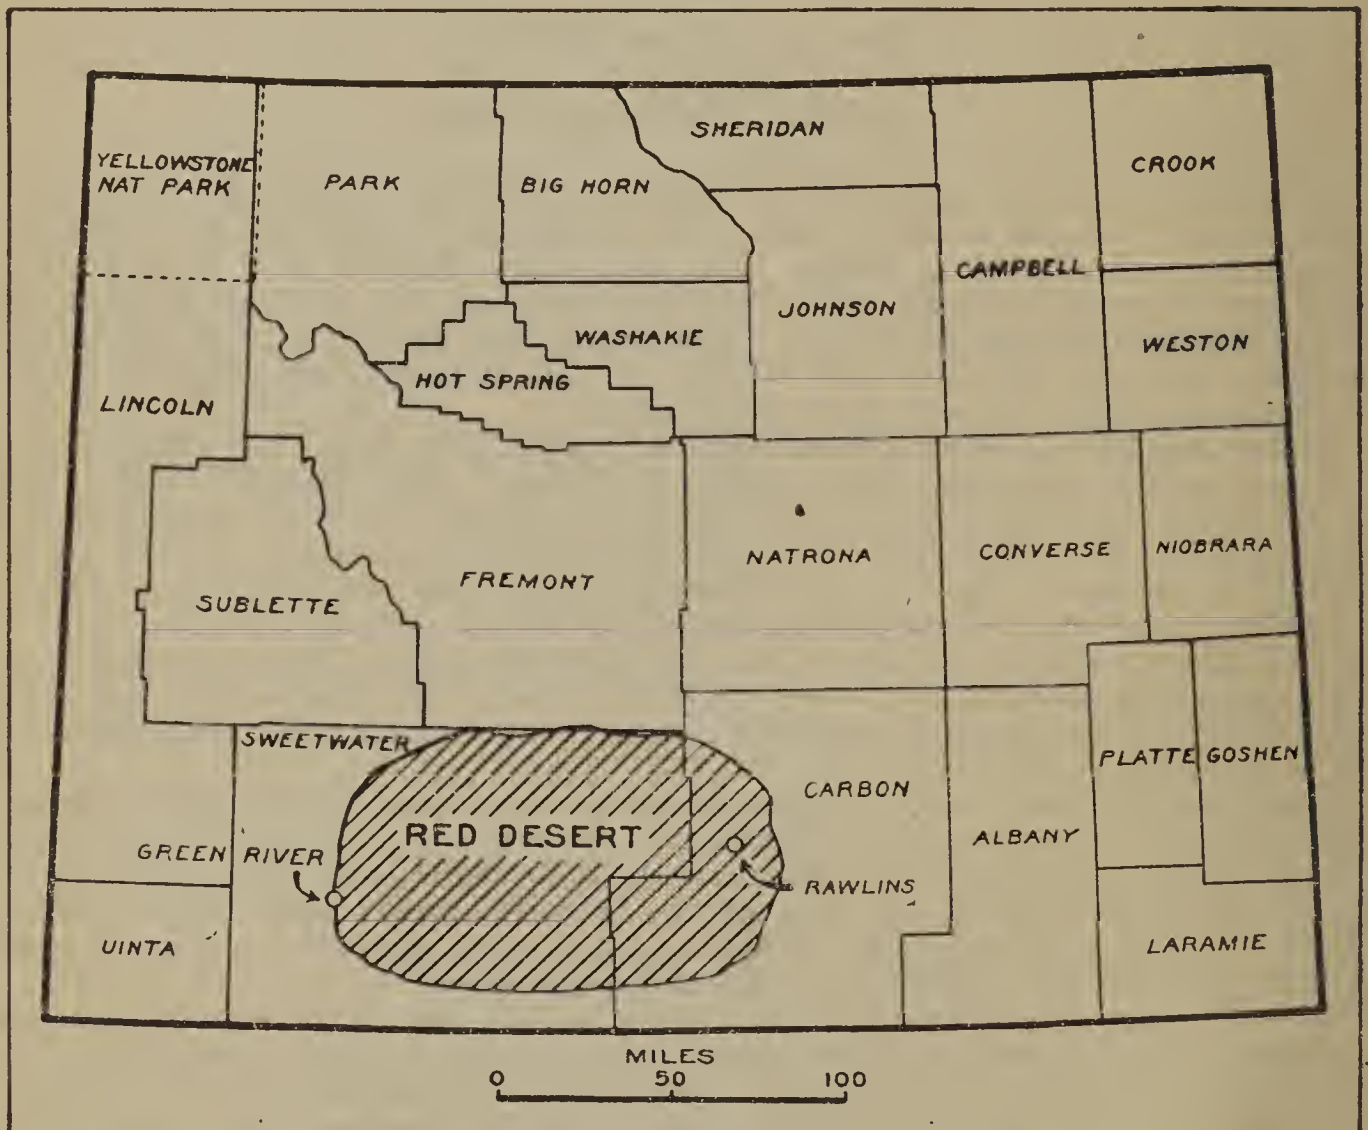 SHERIDAN
CROOK
YELLOWSTONE
NAT PARK
PARK
BIG HORN
CAMPBELL
JOHNSON
WASHAKIE
WESTON
HOT SPRING
LINCOLN
NATRONA
CONVERSE
NIOBRARA
FREMONT
SUBLETTE
SWEETWATER
PLATTE
GOSHEN
CARBON
RED DESERT
ALBANY
GREEN RIVER
RAWLINS
UINTA
LARAMIE
MILES
0 50 100